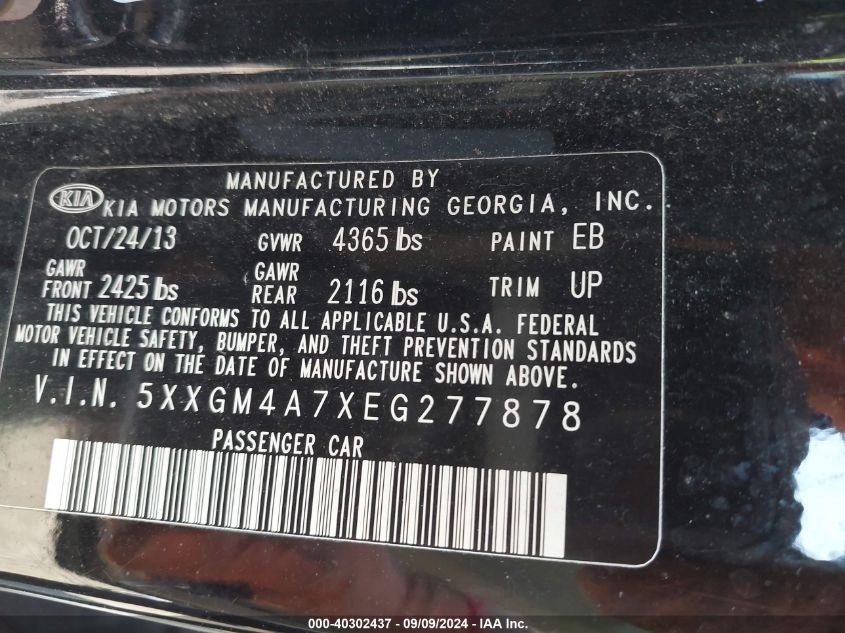 MANUFACTURED BY
KIA KIA MOTORS MANUFACTURING GEORGIA, INC.
OCT/24/13 GVWR 4365 lbs PAINT EB
GAWR FRONT 2425 lbs GAWR REAR 2116 lbs TRIM UP
THIS VEHICLE CONFORMS TO ALL APPLICABLE U.S.A. FEDERAL
MOTOR VEHICLE SAFETY, BUMPER, AND THEFT PREVENTION STANDARDS
IN EFFECT ON THE DATE OF MANUFACTURE SHOWN ABOVE.
V.I.N. 5XXGM4A7XEG277878
PASSENGER CAR
000-40302437 - 09/09/2024 - IAA Inc.